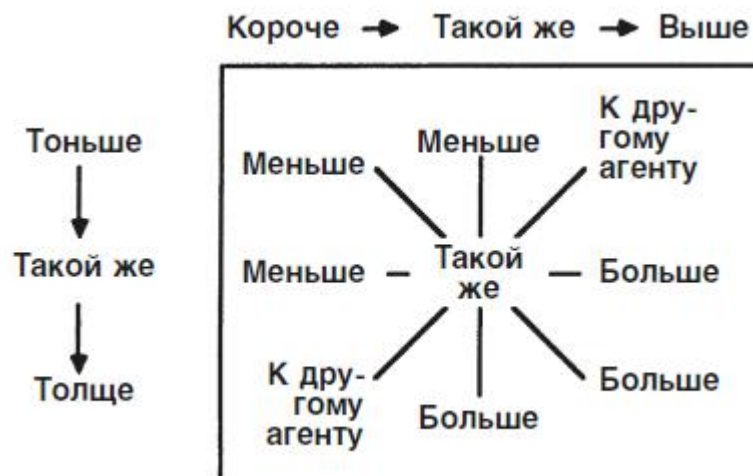 Короче → Такой же → Выше
Тоньше
Такой же
Толще
Меньше
Меньше
К дру-
гому
агенту
Меньше
Такой
же
Больше
К дру-
гому
агенту
Больше
Больше